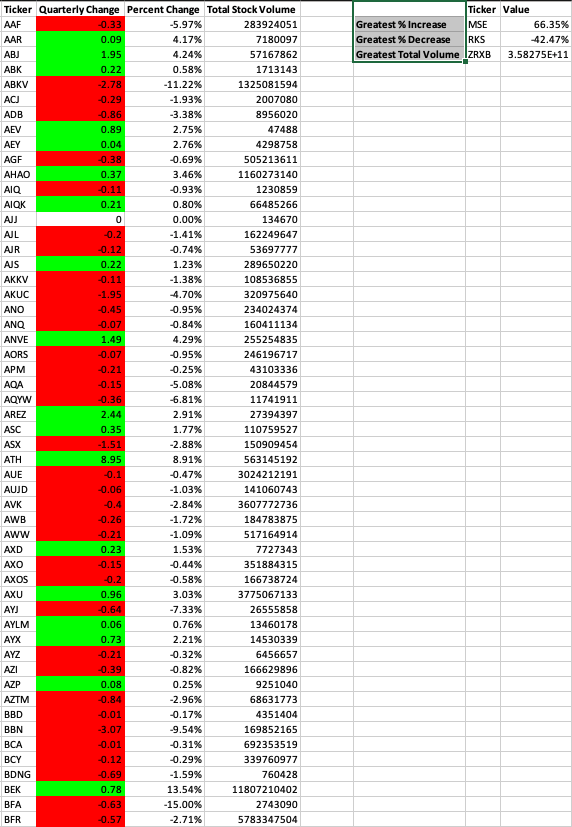 Ticker Quarterly Change Percent Change Total Stock Volume Ticker Value
AAF -0.33 -5.97% 283924051 Greatest % Increase MSE 66.35%
AAR 0.09 4.17% 7180097 Greatest % Decrease RKS -42.47%
ABJ 1.95 4.24% 57167862 Greatest Total Volume ZRXB 3.58275E+11
ABK 0.22 0.58% 1713143
ABKV -2.78 -11.22% 1325081594
ACJ -0.29 -1.93% 2007080
ADB -0.86 -3.38% 8956020
AEV 0.89 2.75% 47488
AEY 0.04 2.76% 4298758
AGF -0.38 -0.69% 505213611
AHAO 0.37 3.46% 1160273140
AIQ -0.11 -0.93% 1230859
AIQK 0.21 0.80% 66485266
AJJ 0 0.00% 134670
AJL -0.2 -1.41% 162249647
AJR -0.12 -0.74% 53697777
AJS 0.22 1.23% 289650220
AKKV -0.11 -1.38% 108536855
AKUC -1.95 -4.70% 320975640
ANO -0.45 -0.95% 234024374
ANQ -0.07 -0.84% 160411134
ANVE 1.49 4.29% 255254835
AORS -0.07 -0.95% 246196717
APM -0.21 -0.25% 43103336
AQA -0.15 -5.08% 20844579
AQYW -0.36 -6.81% 11741911
AREZ 2.44 2.91% 27394397
ASC 0.35 1.77% 110759527
ASX -1.51 -2.88% 150909454
ATH 8.95 8.91% 563145192
AUE -0.1 -0.47% 3024212191
AUJD -0.06 -1.03% 141060743
AVK -0.4 -2.84% 3607772736
AWB -0.26 -1.72% 184783875
AWW -0.21 -1.09% 517164914
AXD 0.23 1.53% 7727343
AXO -0.15 -0.44% 351884315
AXOS -0.2 -0.58% 166738724
AXU 0.96 3.03% 3775067133
AYJ -0.64 -7.33% 26555858
AYLM 0.06 0.76% 13460178
AYX 0.73 2.21% 14530339
AYZ -0.21 -0.32% 6456657
AZI -0.39 -0.82% 166629896
AZP 0.08 0.25% 9251040
AZTM -0.84 -2.96% 68631773
BBD -0.01 -0.17% 4351404
BBN -3.07 -9.54% 169852165
BCA -0.01 -0.31% 692353519
BCY -0.12 -0.29% 339760977
BDNG -0.69 -1.59% 760428
BEK 0.78 13.54% 11807210402
BFA -0.63 -15.00% 2743090
BFR -0.57 -2.71% 5783347504